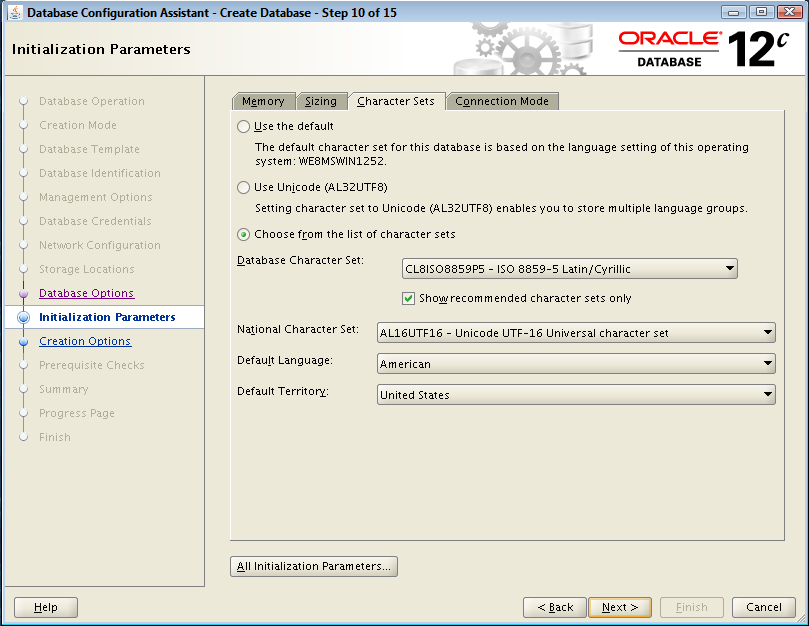 Database Configuration Assistant - Create Database - Step 10 of 15
Initialization Parameters
ORACLE
DATABASE
12c
Database Operation
Creation Mode
Database Template
Database Identification
Management Options
Database Credentials
Network Configuration
Storage Locations
Database Options
Initialization Parameters
Creation Options
Prerequisite Checks
Summary
Progress Page
Finish
Memory
Sizing
Character Sets
Connection Mode
Use the default
The default character set for this database is based on the language setting of this operating
system: WE8MSWIN1252.
Use Unicode (AL32UTF8)
Setting character set to Unicode (AL32UTF8) enables you to store multiple language groups.
Choose from the list of character sets
Database Character Set:
CL8ISO8859P5 - ISO 8859-5 Latin/Cyrillic
Show recommended character sets only
National Character Set:
AL16UTF16 - Unicode UTF-16 Universal character set
Default Language:
American
Default Territory:
United States
All Initialization Parameters...
Help
< Back
Next >
Finish
Cancel